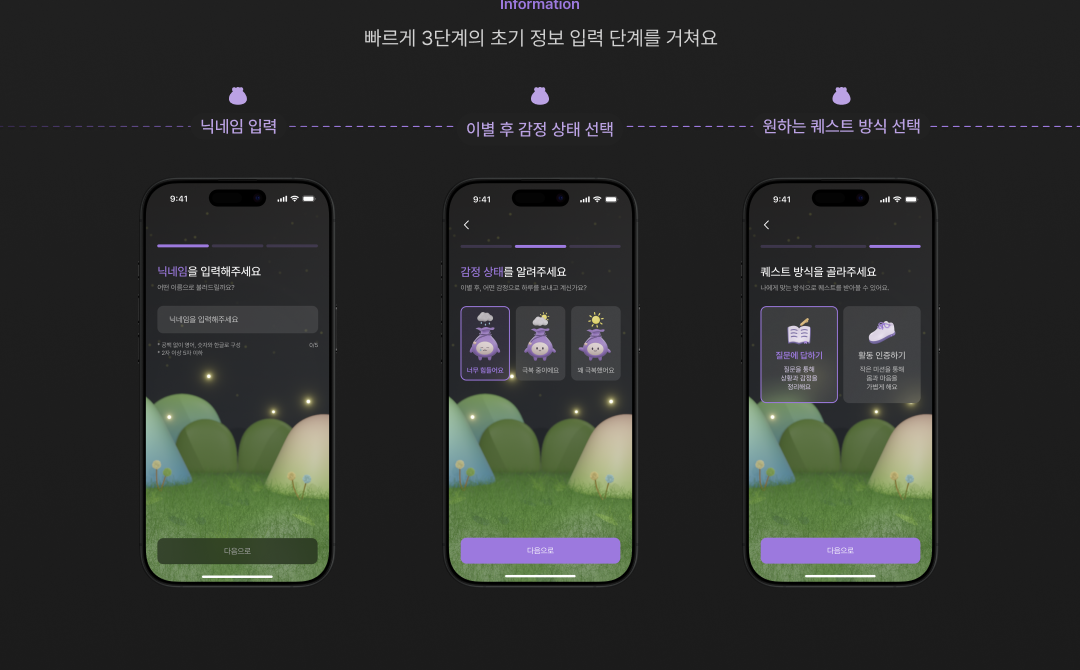 Information
빠르게 3단계의 초기 정보 입력 단계를 거쳐요
닉네임 입력
이별 후 감정 상태 선택
원하는 퀘스트 방식 선택
9:41
닉네임을 입력해주세요
어떤 이름으로 불러드릴까요?
닉네임을 입력해주세요
* 공백 없이 영어, 숫자와 한글로 구성
0/5
* 2자 이상 5자 이하
다음으로
9:41
감정 상태를 알려주세요
이별 후, 어떤 감정으로 하루를 보내고 계신가요?
너무 힘들어요
극복 중이에요
꽤 극복했어요
다음으로
9:41
퀘스트 방식을 골라주세요
나에게 맞는 방식으로 퀘스트를 받아볼 수 있어요.
질문에 답하기
질문을 통해
상황과 감정을
정리해요
활동 인증하기
작은 미션을 통해
몸과 마음을
가볍게 해요
다음으로